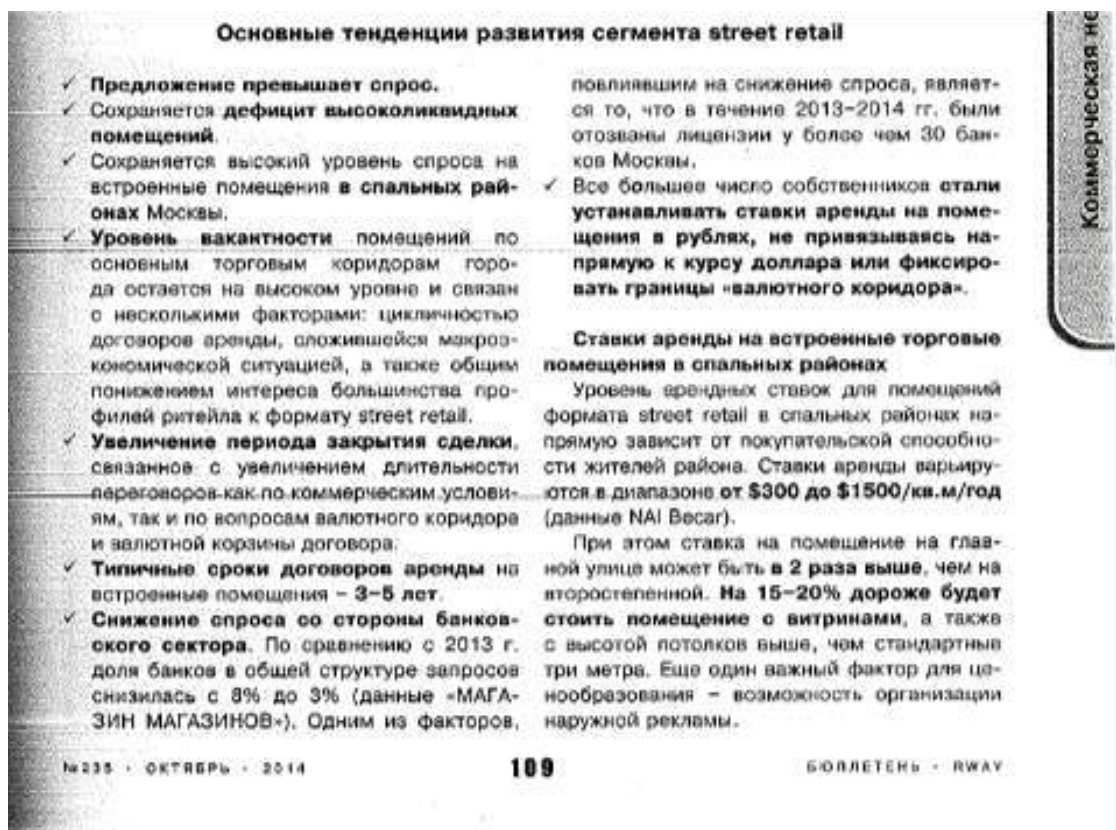 Основные тенденции развития сегмента street retail
✓ Предложение превышает спрос.
✓ Сохраняется дефицит высоколиквидных
помещений.
✓ Сохраняется высокий уровень спроса на
встроенные помещения в спальных рай-
онах Москвы.
✓ Уровень вакантности помещений по
основным торговым коридорам горо-
да остается на высоком уровне и связан
с несколькими факторами: цикличностью
договоров аренды, сложившейся макроэ-
кономической ситуацией, а также общим
понижением интереса большинства про-
филей ритейла к формату street retail.
✓ Увеличение периода закрытия сделки,
связанное с увеличением длительности
переговоров как по коммерческим услови-
ям, так и по вопросам валютного коридора
и валютной корзины договора.
✓ Типичные сроки договоров аренды на
встроенные помещения – 3–5 лет.
✓ Снижение спроса со стороны банков-
ского сектора. По сравнению с 2013 г.
доля банков в общей структуре запросов
снизилась с 8% до 3% (данные «МАГА-
ЗИН МАГАЗИНОВ»). Одним из факторов,
повлиявшим на снижение спроса, являет-
ся то, что в течение 2013–2014 гг. были
отозваны лицензии у более чем 30 бан-
ков Москвы.
✓ Все большее число собственников стали
устанавливать ставки аренды на поме-
щения в рублях, не привязываясь на-
прямую к курсу доллара или фиксиро-
вать границы «валютного коридора».
Ставки аренды на встроенные торговые
помещения в спальных районах
Уровень арендных ставок для помещений
формата street retail в спальных районах на-
прямую зависит от покупательской способно-
сти жителей района. Ставки аренды варьиру-
ются в диапазоне от $300 до $1500/кв.м/год
(данные NAI Becar).
При этом ставка на помещение на глав-
ной улице может быть в 2 раза выше, чем на
второстепенной. На 15–20% дороже будет
стоить помещение с витринами, а также
с высотой потолков выше, чем стандартные
три метра. Еще один важный фактор для це-
нообразования – возможность организации
наружной рекламы.
Коммерческая не
№235 · ОКТЯБРЬ · 2014
109
БЮЛЛЕТЕНЬ · RWAY